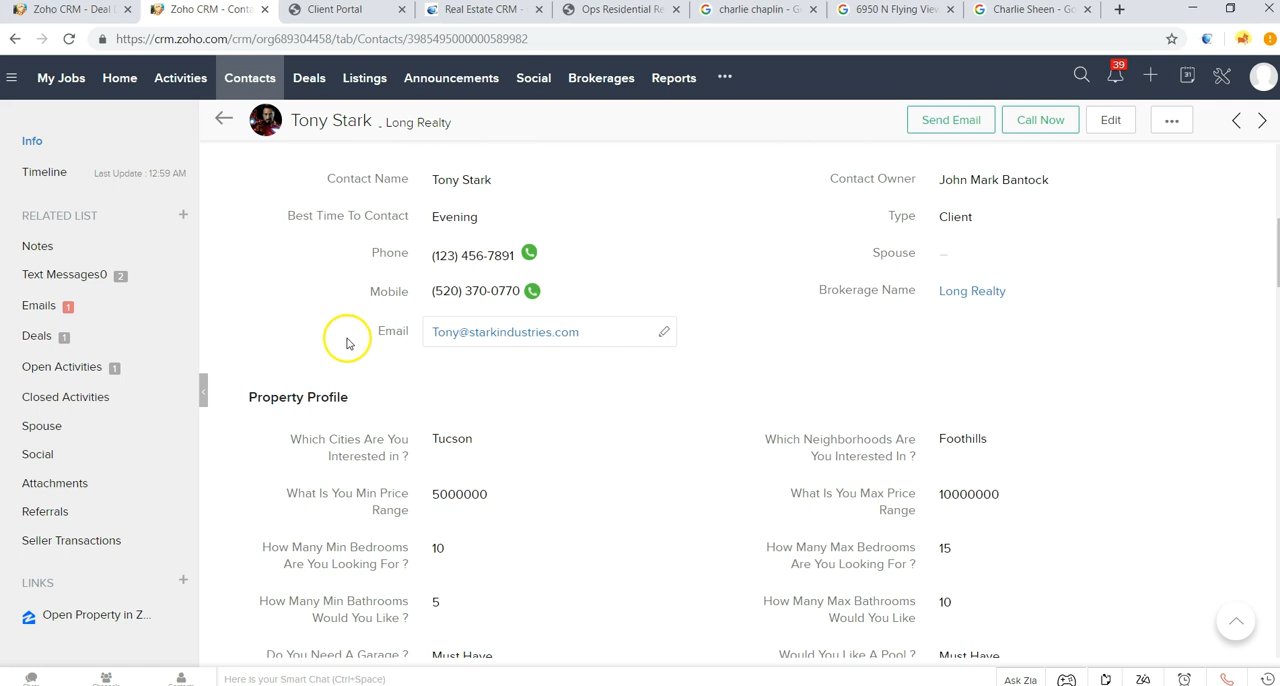 Zoho CRM - Deal
Zoho CRM - Conta
Client Portal
Real Estate CRM -
Ops Residential Re
charlie chaplin - G
6950 N Flying View
Charlie Sheen - Go
https://crm.zoho.com/crm/org689304458/tab/Contacts/3985495000000589982
My Jobs Home Activities Contacts Deals Listings Announcements Social Brokerages Reports •••
39
31
Tony Stark - Long Realty
Send Email Call Now Edit •••
Info
Timeline Last Update : 12:59 AM
RELATED LIST +
Notes
Text Messages0 2
Emails 1
Deals 1
Open Activities 1
Closed Activities
Spouse
Social
Attachments
Referrals
Seller Transactions
LINKS +
Open Property in Z...
Contact Name Tony Stark
Contact Owner John Mark Bantock
Best Time To Contact Evening
Type Client
Phone (123) 456-7891
Spouse —
Mobile (520) 370-0770
Brokerage Name Long Realty
Email Tony@starkindustries.com
Property Profile
Which Cities Are You Interested in ? Tucson
Which Neighborhoods Are You Interested In ? Foothills
What Is You Min Price Range 5000000
What Is You Max Price Range 10000000
How Many Min Bedrooms Are You Looking For ? 10
How Many Max Bedrooms Are You Looking For ? 15
How Many Min Bathrooms Would You Like ? 5
How Many Max Bathrooms Would You Like 10
Do You Need A Garage ? Must Have
Would You Like A Pool ? Must Have
Here is your Smart Chat (Ctrl+Space)
Ask Zia